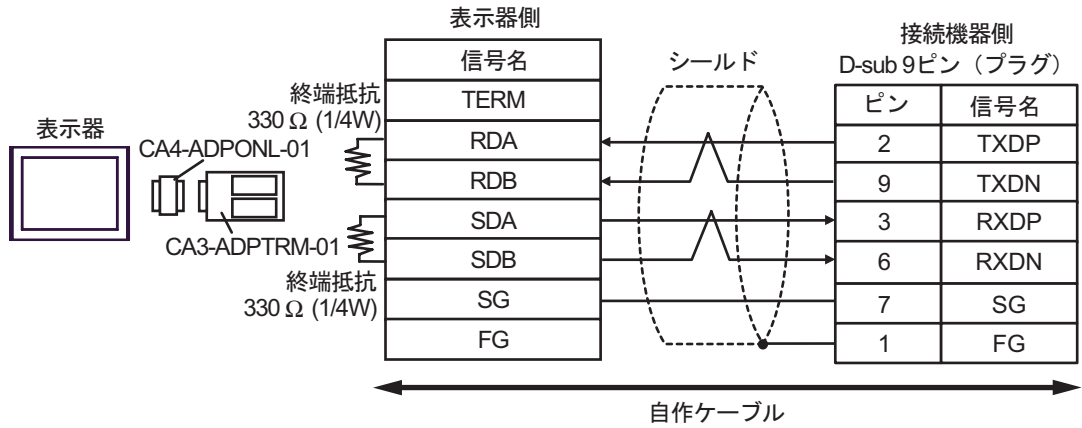 表示器側
接続機器側
D-sub 9ピン（プラグ）
シールド
信号名
TERM
RDA
RDB
SDA
SDB
SG
FG
ピン 信号名
2 TXDP
9 TXDN
3 RXDP
6 RXDN
7 SG
1 FG
終端抵抗
330 Ω (1/4W)
表示器
CA4-ADPONL-01
CA3-ADPTRM-01
終端抵抗
330 Ω (1/4W)
自作ケーブル